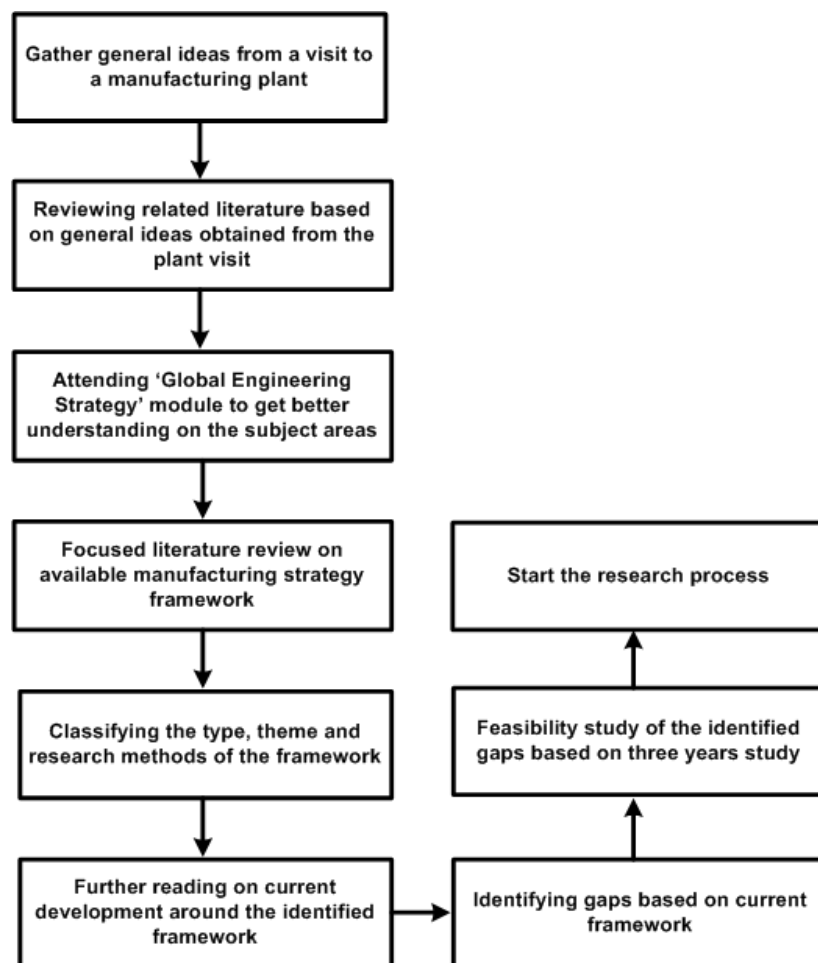 Gather general ideas from a visit to
a manufacturing plant
Reviewing related literature based
on general ideas obtained from the
plant visit
Attending ‘Global Engineering
Strategy’ module to get better
understanding on the subject areas
Focused literature review on
available manufacturing strategy
framework
Classifying the type, theme and
research methods of the framework
Further reading on current
development around the identified
framework
Identifying gaps based on current
framework
Feasibility study of the identified
gaps based on three years study
Start the research process